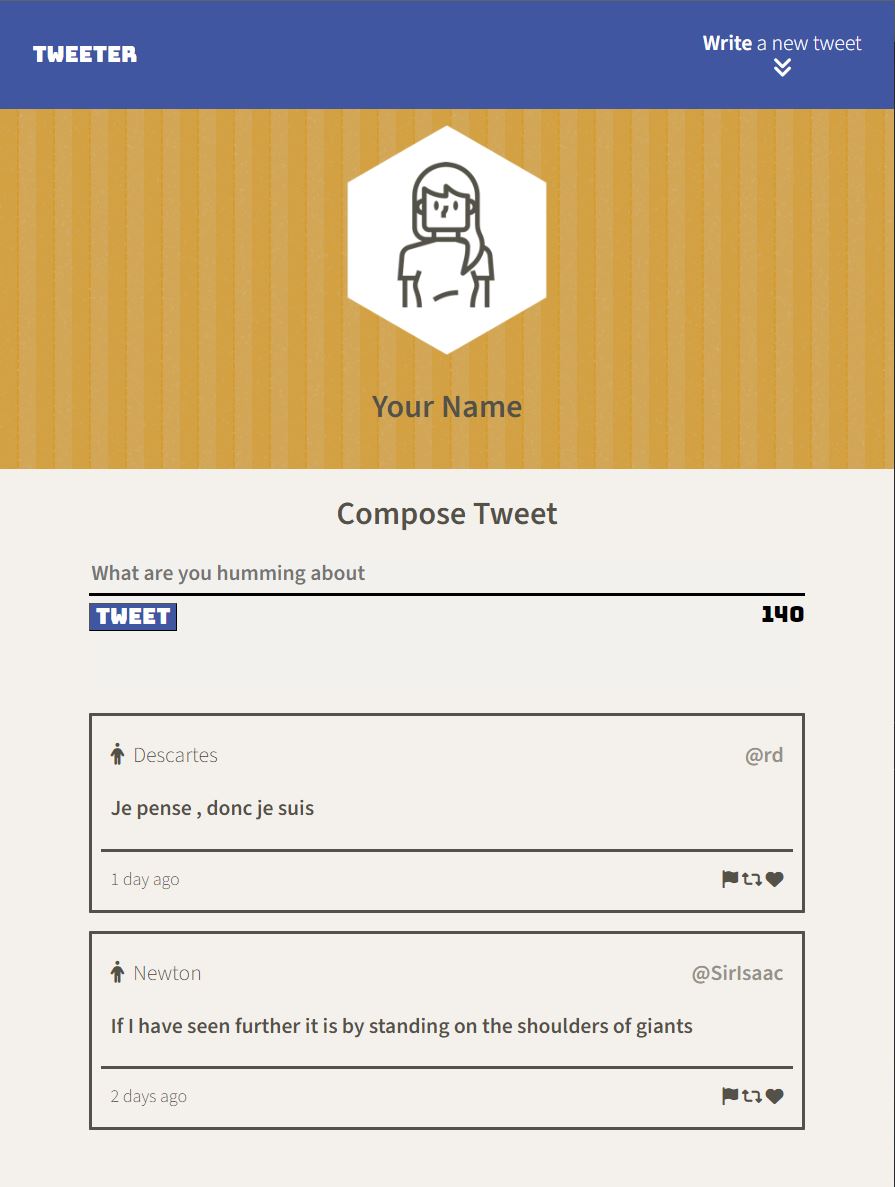 TWEETER
Write a new tweet
Your Name
Compose Tweet
What are you humming about
TWEET
140
Descartes
@rd
Je pense , donc je suis
1 day ago
Newton
@SirIsaac
If I have seen further it is by standing on the shoulders of giants
2 days ago